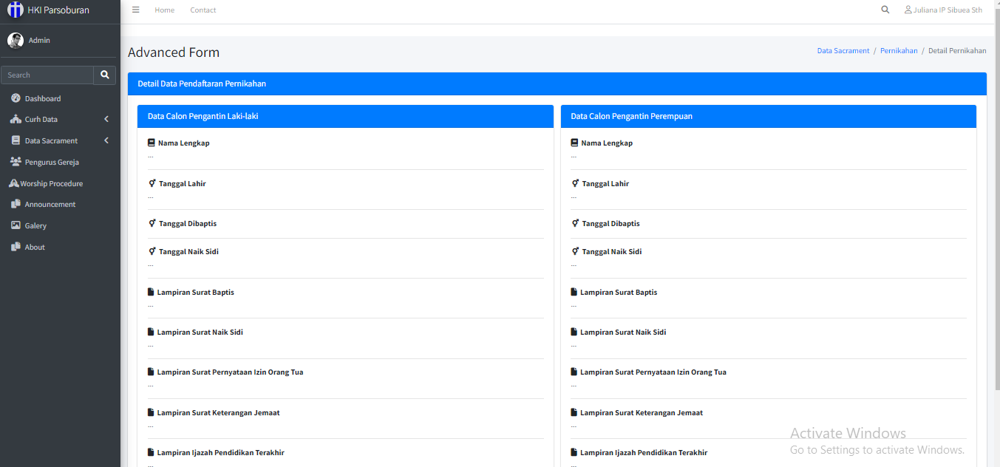 HKI Parsoburan
Home Contact
Juliana IP Sibuea Sth
Admin
Search
Dashboard
Curh Data
Data Sacrament
Pengurus Gereja
Worship Procedure
Announcement
Galery
About
Advanced Form
Data Sacrament / Pernikahan / Detail Pernikahan
Detail Data Pendaftaran Pernikahan
Data Calon Pengantin Laki-laki
Nama Lengkap
...
Tanggal Lahir
...
Tanggal Dibaptis
Tanggal Naik Sidi
...
Lampiran Surat Baptis
...
Lampiran Surat Naik Sidi
...
Lampiran Surat Pernyataan Izin Orang Tua
...
Lampiran Surat Keterangan Jemaat
...
Lampiran Ijazah Pendidikan Terakhir
...
Data Calon Pengantin Perempuan
Nama Lengkap
...
Tanggal Lahir
...
Tanggal Dibaptis
Tanggal Naik Sidi
...
Lampiran Surat Baptis
...
Lampiran Surat Naik Sidi
...
Lampiran Surat Pernyataan Izin Orang Tua
...
Lampiran Surat Keterangan Jemaat
...
Lampiran Ijazah Pendidikan Terakhir
...
Activate Windows
Go to Settings to activate Windows.